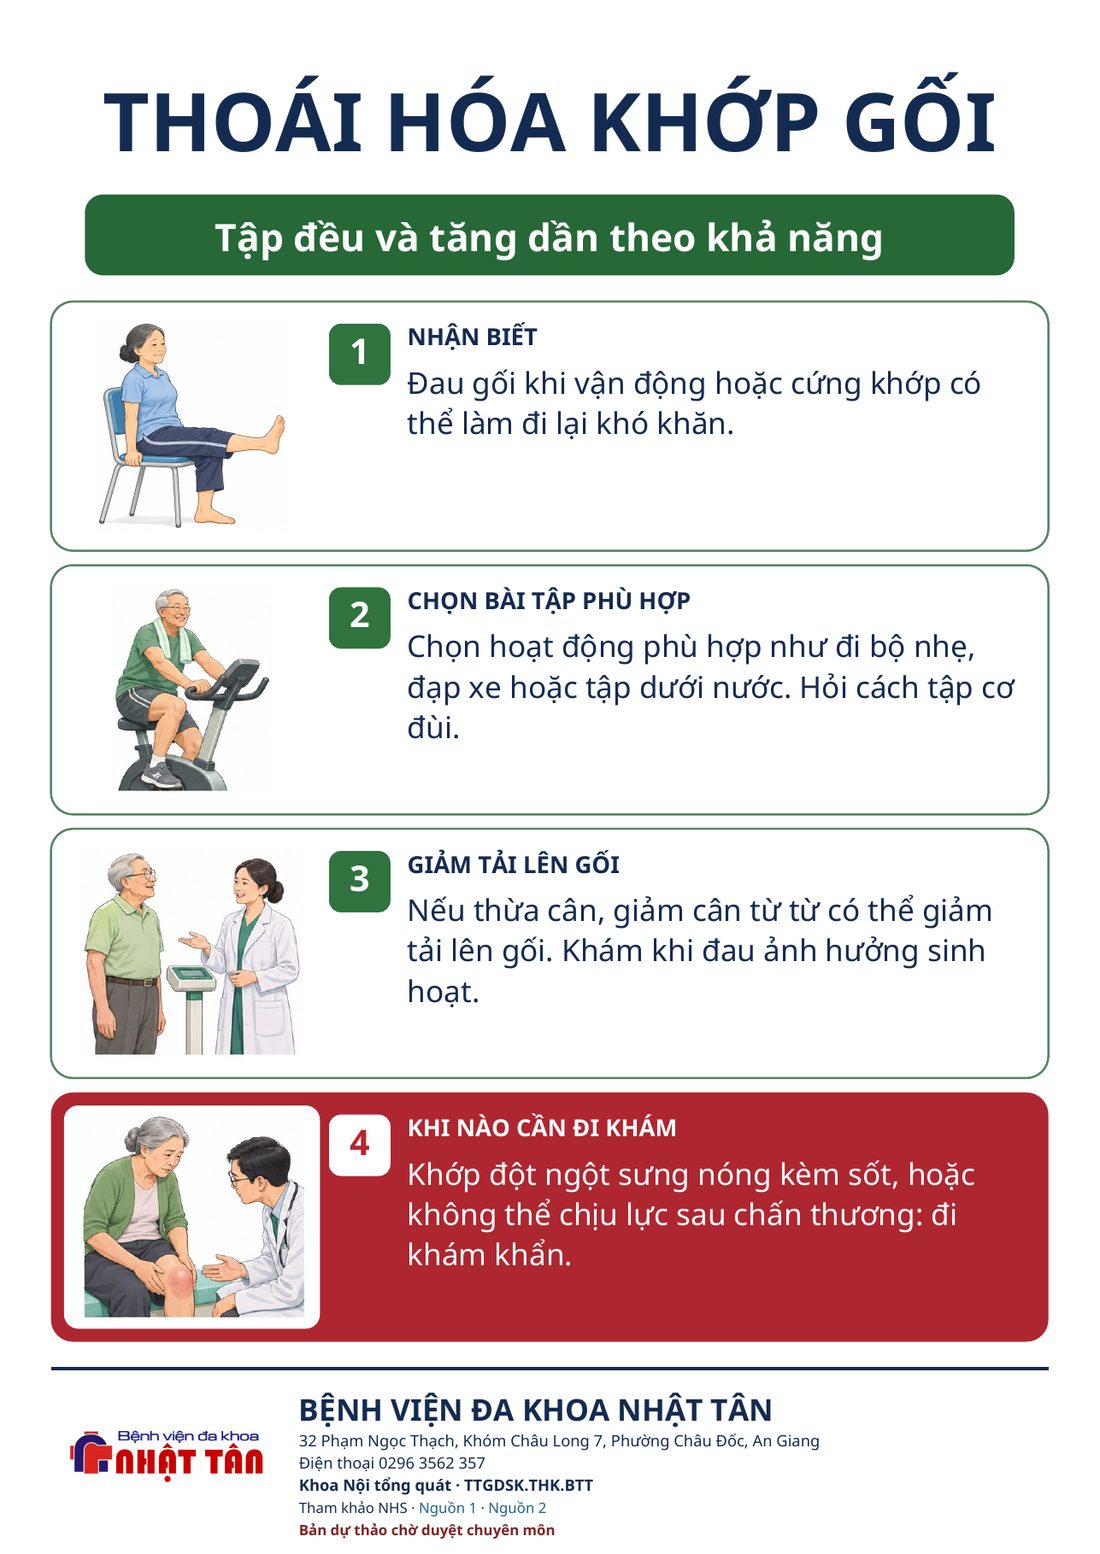 THOÁI HÓA KHỚP GỐI
Tập đều và tăng dần theo khả năng
1
NHẬN BIẾT
Đau gối khi vận động hoặc cứng khớp có
thể làm đi lại khó khăn.
2
CHỌN BÀI TẬP PHÙ HỢP
Chọn hoạt động phù hợp như đi bộ nhẹ,
đạp xe hoặc tập dưới nước. Hỏi cách tập cơ
đùi.
3
GIẢM TẢI LÊN GỐI
Nếu thừa cân, giảm cân từ từ có thể giảm
tải lên gối. Khám khi đau ảnh hưởng sinh
hoạt.
4
KHI NÀO CẦN ĐI KHÁM
Khớp đột ngột sưng nóng kèm sốt, hoặc
không thể chịu lực sau chấn thương: đi
khám khẩn.
Bệnh viện đa khoa
NHẬT TÂN
BỆNH VIỆN ĐA KHOA NHẬT TÂN
32 Phạm Ngọc Thạch, Khóm Châu Long 7, Phường Châu Đốc, An Giang
Điện thoại 0296 3562 357
Khoa Nội tổng quát · TTGDSK.THK.BTT
Tham khảo NHS · Nguồn 1 · Nguồn 2
Bản dự thảo chờ duyệt chuyên môn